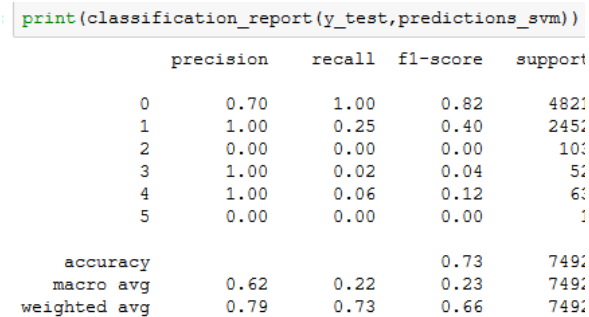 print(classification_report(y_test,predictions_svm))
precision recall f1-score support
0 0.70 1.00 0.82 4821
1 1.00 0.25 0.40 2452
2 0.00 0.00 0.00 103
3 1.00 0.02 0.04 52
4 1.00 0.06 0.12 63
5 0.00 0.00 0.00 1
accuracy 0.73 7492
macro avg 0.62 0.22 0.23 7492
weighted avg 0.79 0.73 0.66 7492